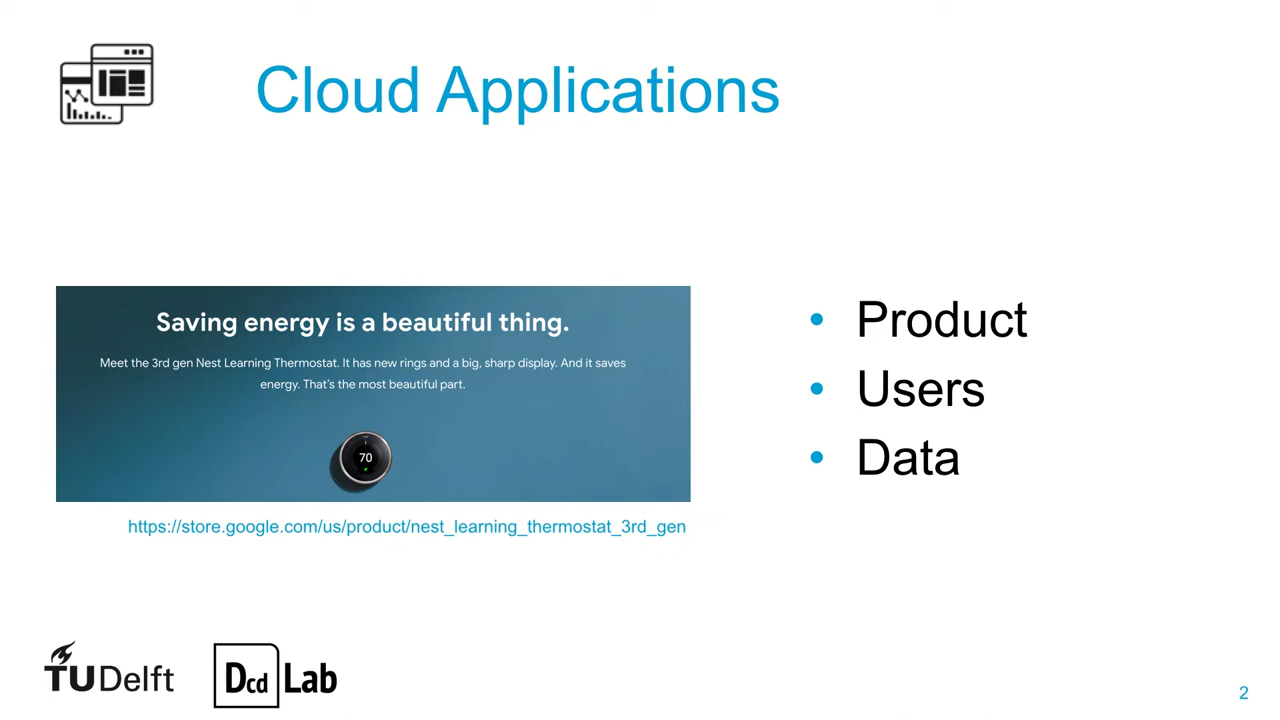 Cloud Applications
Saving energy is a beautiful thing.
Meet the 3rd gen Nest Learning Thermostat. It has new rings and a big, sharp display. And it saves
energy. That's the most beautiful part.
70
https://store.google.com/us/product/nest_learning_thermostat_3rd_gen
• Product
• Users
• Data
TU Delft
Dcd Lab
2